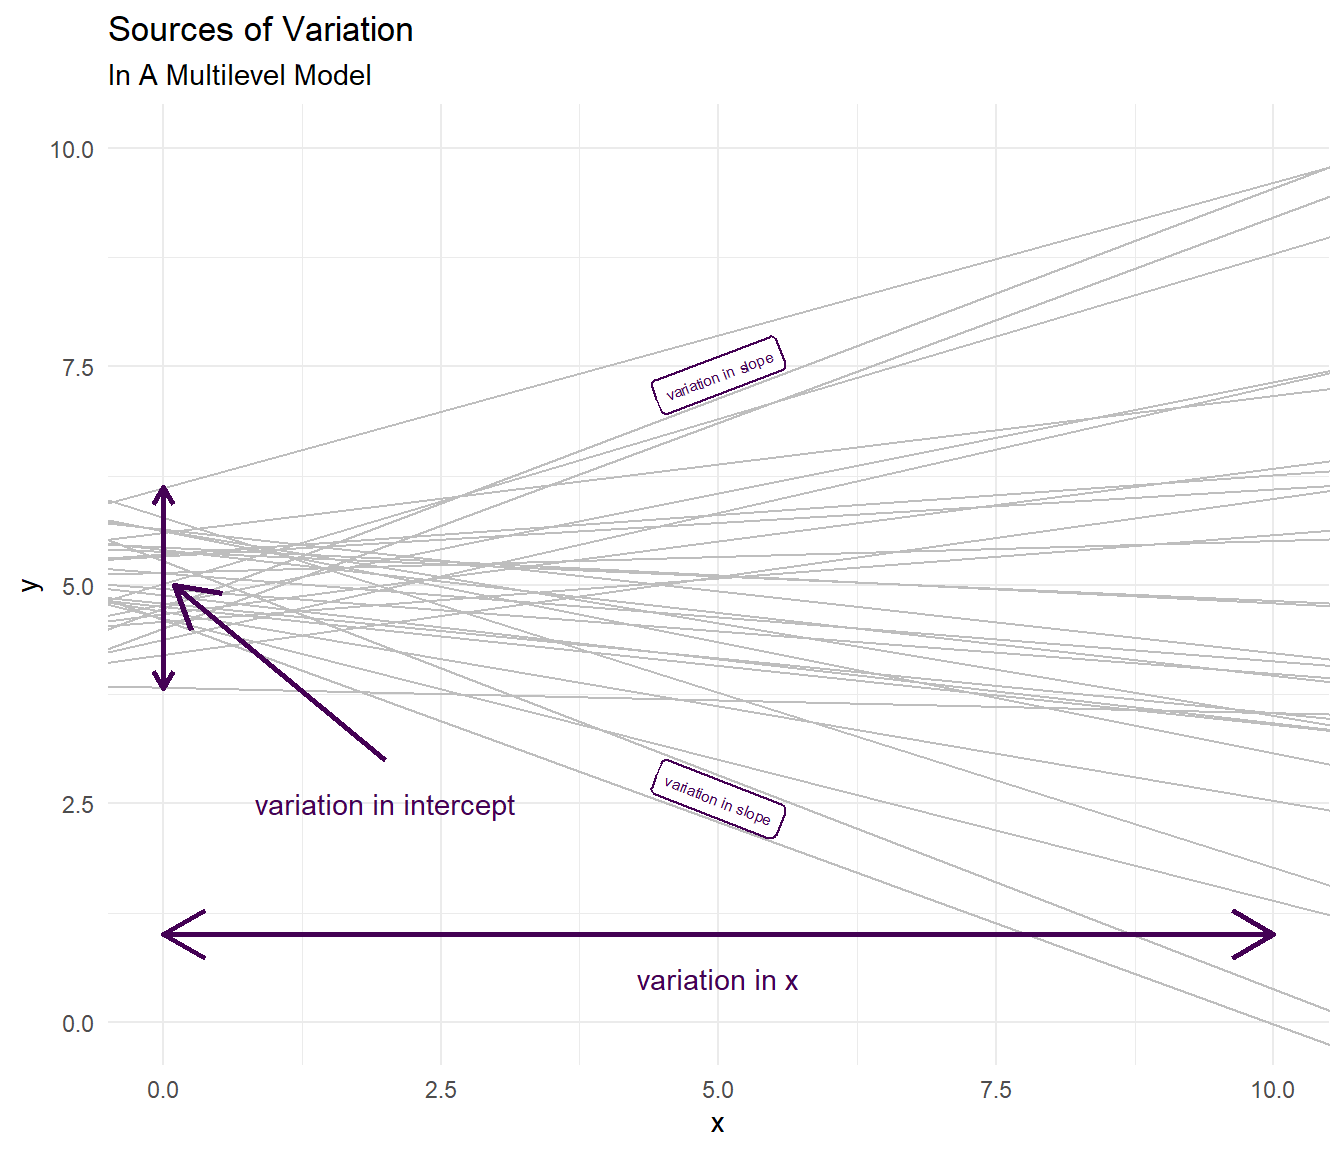 Sources of Variation
In A Multilevel Model
10.0
7.5
5.0
2.5
0.0
y
variation in slope
variation in slope
variation in intercept
variation in x
0.0 2.5 5.0 7.5 10.0
x